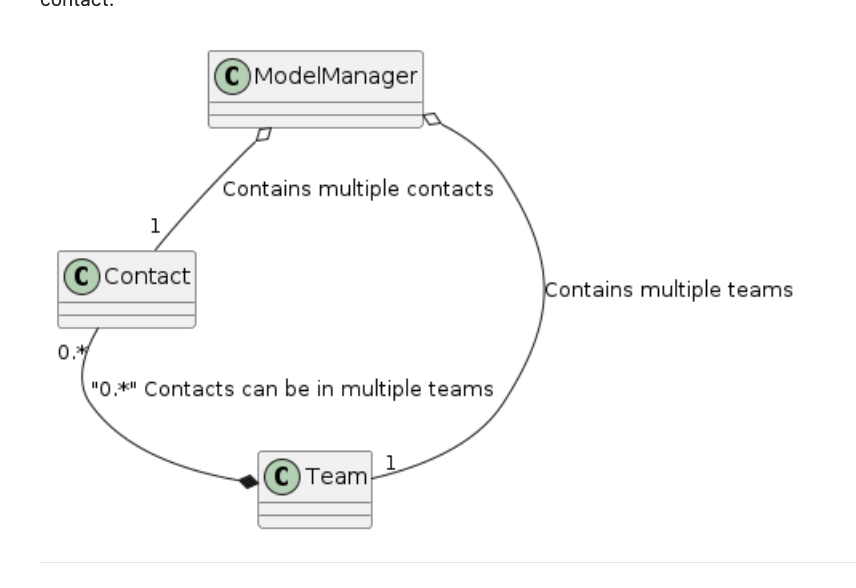 contact.
C ModelManager
Contains multiple contacts
1
C Contact
Contains multiple teams
0.*
"0.*" Contacts can be in multiple teams
1
C Team